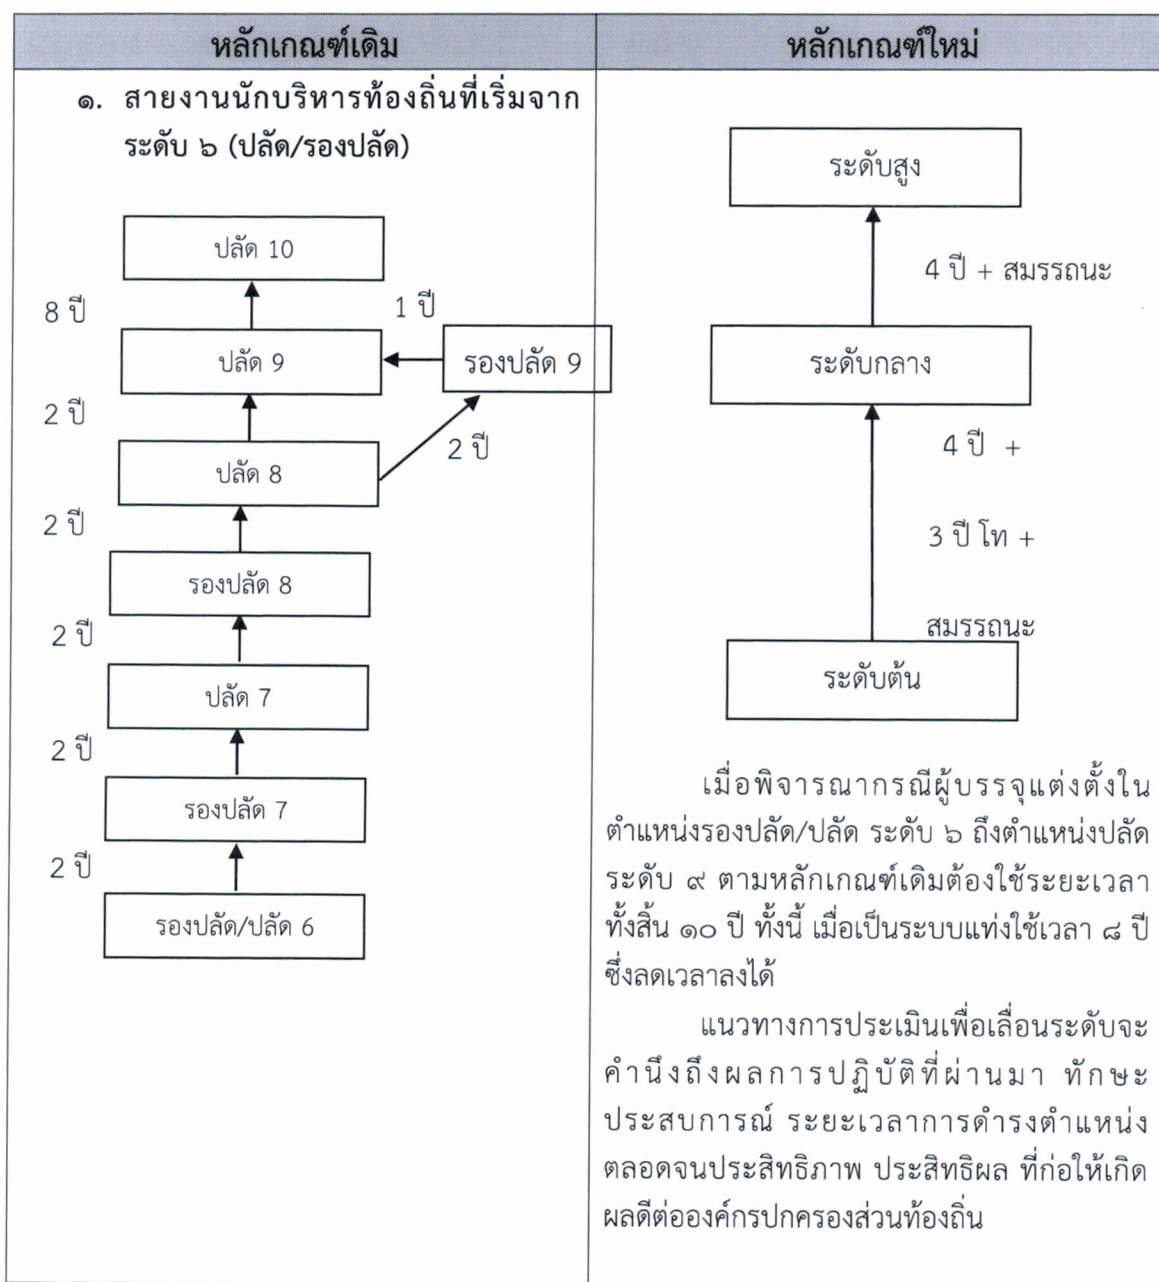 หลักเกณฑ์เดิม
๑. สายงานนักบริหารท้องถิ่นที่เริ่มจาก
ระดับ ๖ (ปลัด/รองปลัด)
ปลัด 10
8 ปี
1 ปี
ปลัด 9
รองปลัด 9
2 ปี
2 ปี
ปลัด 8
2 ปี
รองปลัด 8
2 ปี
ปลัด 7
2 ปี
รองปลัด 7
2 ปี
รองปลัด/ปลัด 6
หลักเกณฑ์ใหม่
ระดับสูง
4 ปี + สมรรถนะ
ระดับกลาง
4 ปี +
3 ปี โท +
สมรรถนะ
ระดับต้น
เมื่อพิจารณากรณีผู้บรรจุแต่งตั้งใน
ตำแหน่งรองปลัด/ปลัด ระดับ ๖ ถึงตำแหน่งปลัด
ระดับ ๙ ตามหลักเกณฑ์เดิมต้องใช้ระยะเวลา
ทั้งสิ้น ๑๐ ปี ทั้งนี้ เมื่อเป็นระบบแท่งใช้เวลา ๘ ปี
ซึ่งลดเวลาลงได้
แนวทางการประเมินเพื่อเลื่อนระดับจะ
คำนึงถึงผลการปฏิบัติที่ผ่านมา ทักษะ
ประสบการณ์ ระยะเวลาการดำรงตำแหน่ง
ตลอดจนประสิทธิภาพ ประสิทธิผล ที่ก่อให้เกิด
ผลดีต่อองค์กรปกครองส่วนท้องถิ่น